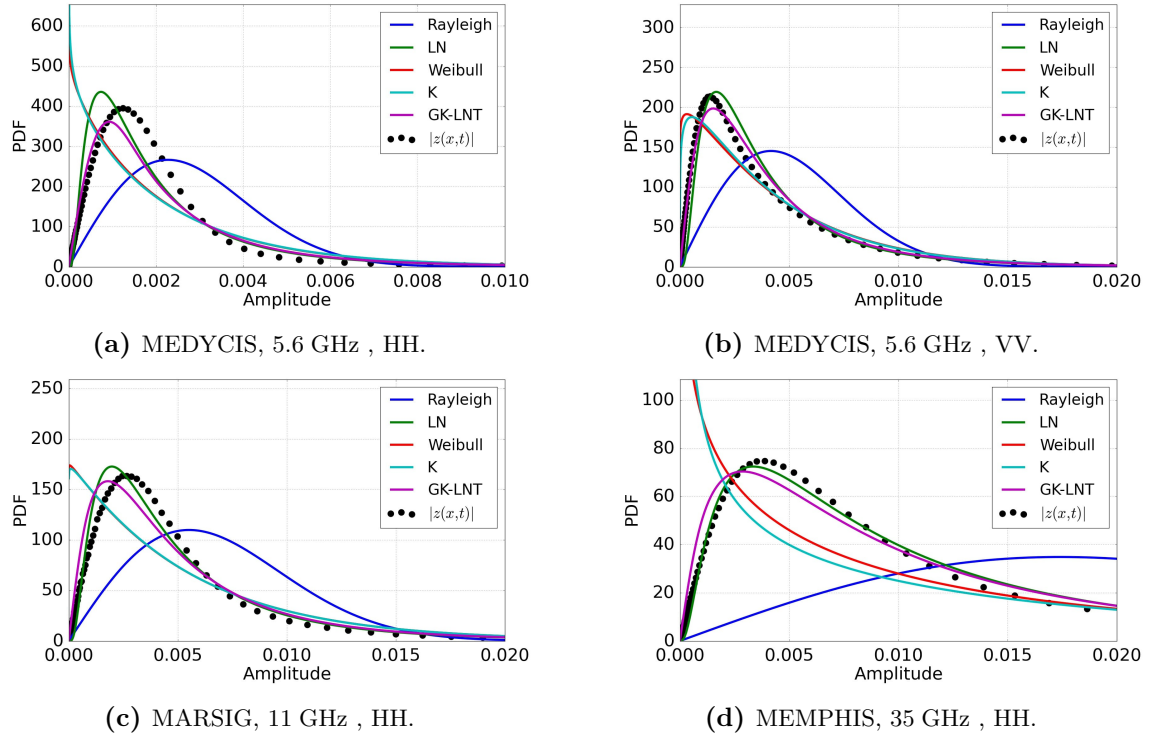 600
500
400
300
200
100
0
PDF
0.000 0.002 0.004 0.006 0.008 0.010
Amplitude
Rayleigh
LN
Weibull
K
GK-LNT
|z(x,t)|
(a) MEDYCIS, 5.6 GHz , HH.
300
250
200
150
100
50
0
PDF
0.000 0.005 0.010 0.015 0.020
Amplitude
Rayleigh
LN
Weibull
K
GK-LNT
|z(x,t)|
(b) MEDYCIS, 5.6 GHz , VV.
250
200
150
100
50
0
PDF
0.000 0.005 0.010 0.015 0.020
Amplitude
Rayleigh
LN
Weibull
K
GK-LNT
|z(x,t)|
(c) MARSIG, 11 GHz , HH.
100
80
60
40
20
0
PDF
0.000 0.005 0.010 0.015 0.020
Amplitude
Rayleigh
LN
Weibull
K
GK-LNT
|z(x,t)|
(d) MEMPHIS, 35 GHz , HH.